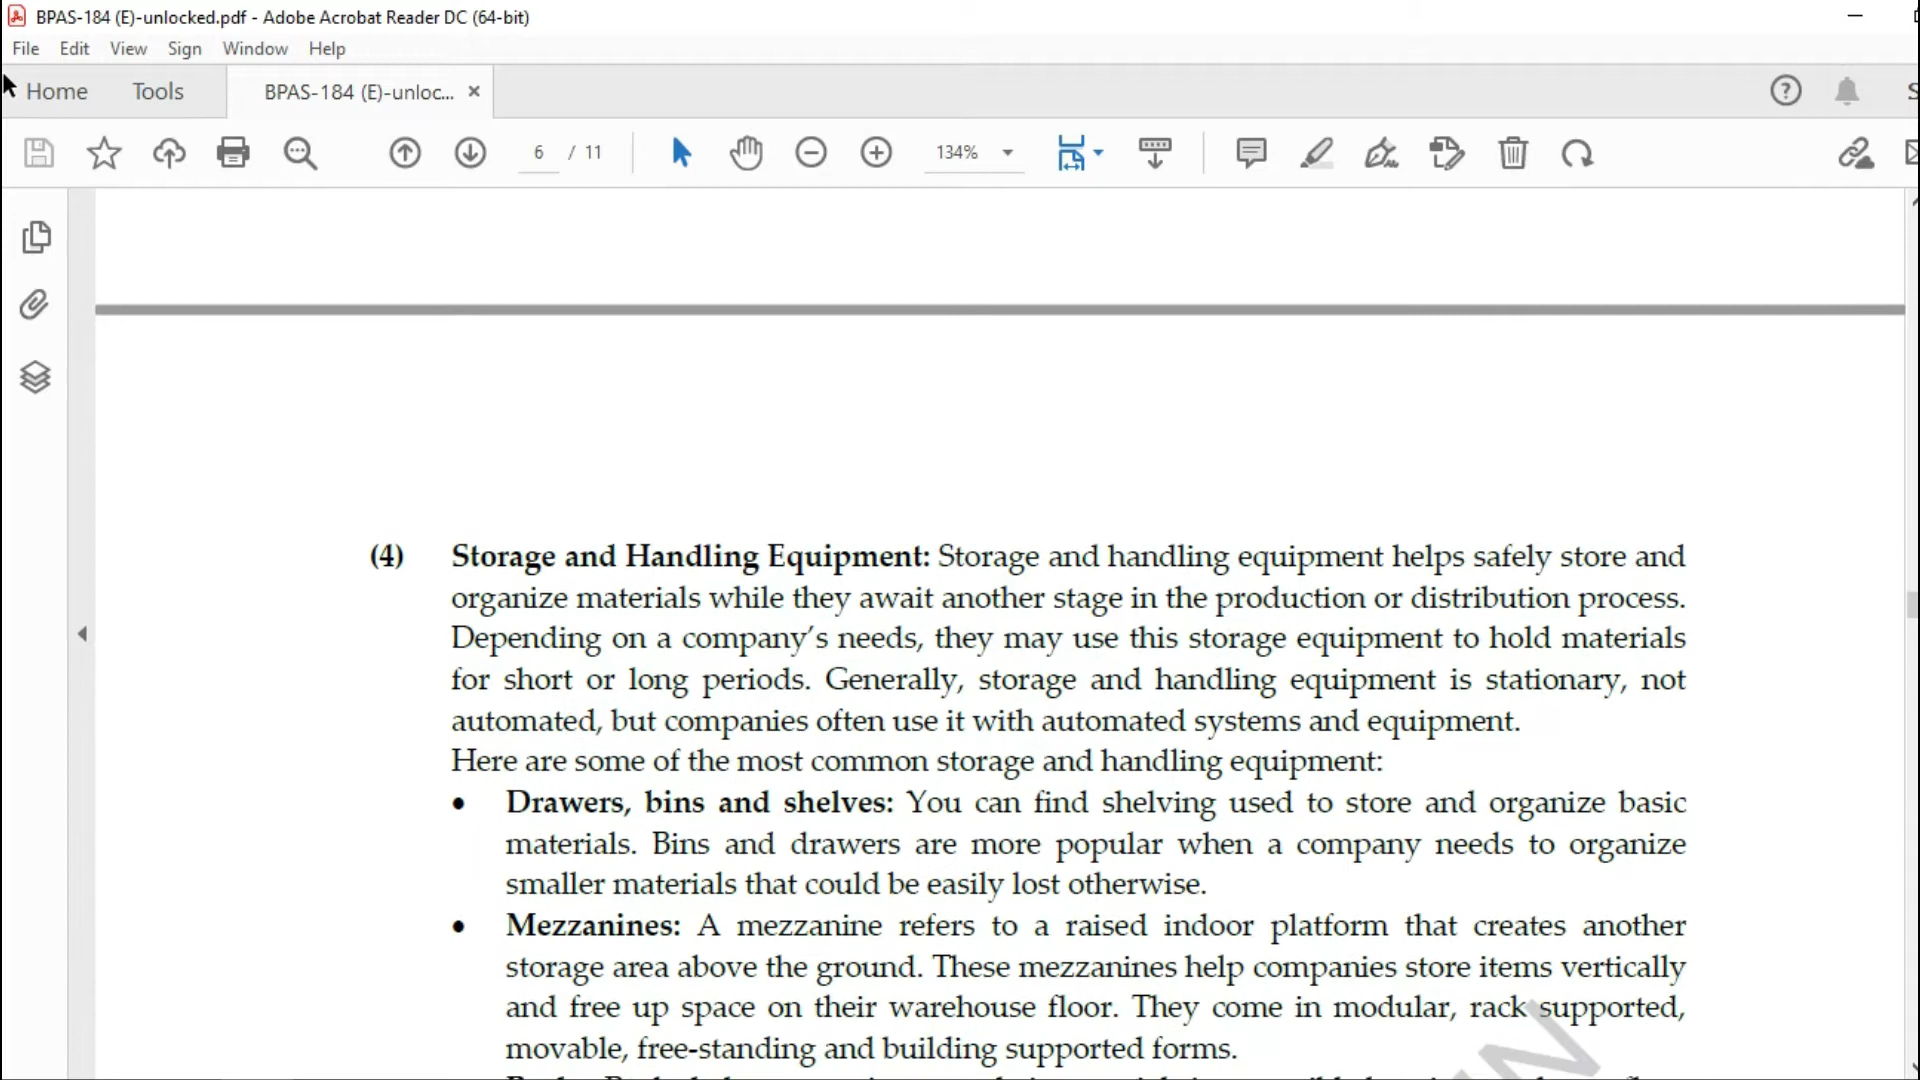 BPAS-184 (E)-unlocked.pdf - Adobe Acrobat Reader DC (64-bit)
File Edit View Sign Window Help
Home Tools BPAS-184 (E)-unloc...
6 / 11 134%
(4) Storage and Handling Equipment: Storage and handling equipment helps safely store and
organize materials while they await another stage in the production or distribution process.
Depending on a company's needs, they may use this storage equipment to hold materials
for short or long periods. Generally, storage and handling equipment is stationary, not
automated, but companies often use it with automated systems and equipment.
Here are some of the most common storage and handling equipment:
• Drawers, bins and shelves: You can find shelving used to store and organize basic
materials. Bins and drawers are more popular when a company needs to organize
smaller materials that could be easily lost otherwise.
• Mezzanines: A mezzanine refers to a raised indoor platform that creates another
storage area above the ground. These mezzanines help companies store items vertically
and free up space on their warehouse floor. They come in modular, rack supported,
movable, free-standing and building supported forms.